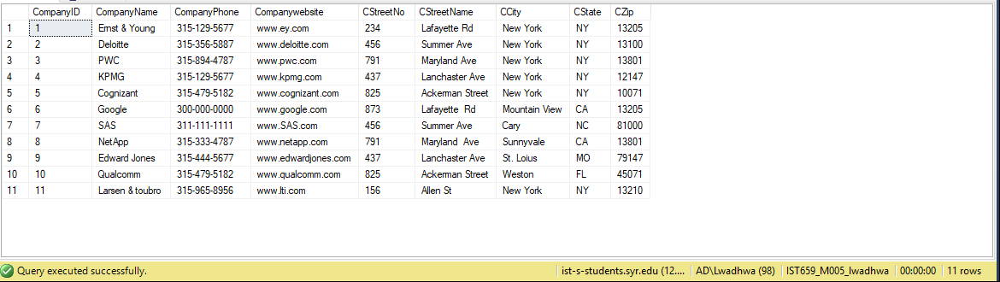 CompanyID CompanyName CompanyPhone Companywebsite CStreetNo CStreetName CCity CState CZip
1 1 Ernst & Young 315-129-5677 www.ey.com 234 Lafayette Rd New York NY 13205
2 2 Deloitte 315-356-5887 www.deloitte.com 456 Summer Ave New York NY 13100
3 3 PWC 315-894-4787 www.pwc.com 791 Maryland Ave New York NY 13801
4 4 KPMG 315-129-5677 www.kpmg.com 437 Lanchaster Ave New York NY 12147
5 5 Cognizant 315-479-5182 www.cognizant.com 825 Ackerman Street New York NY 10071
6 6 Google 300-000-0000 www.google.com 873 Lafayette Rd Mountain View CA 13205
7 7 SAS 311-111-1111 www.SAS.com 456 Summer Ave Cary NC 81000
8 8 NetApp 315-333-4787 www.netapp.com 791 Maryland Ave Sunnyvale CA 13801
9 9 Edward Jones 315-444-5677 www.edwardjones.com 437 Lanchaster Ave St. Loius MO 79147
10 10 Qualcomm 315-479-5182 www.qualcomm.com 825 Ackerman Street Weston FL 45071
11 11 Larsen & toubro 315-965-8956 www.lti.com 156 Allen St New York NY 13210
Query executed successfully. ist-s-students.syr.edu (12.... AD\Lwadhwa (98) IST659_M005_lwadhwa 00:00:00 11 rows